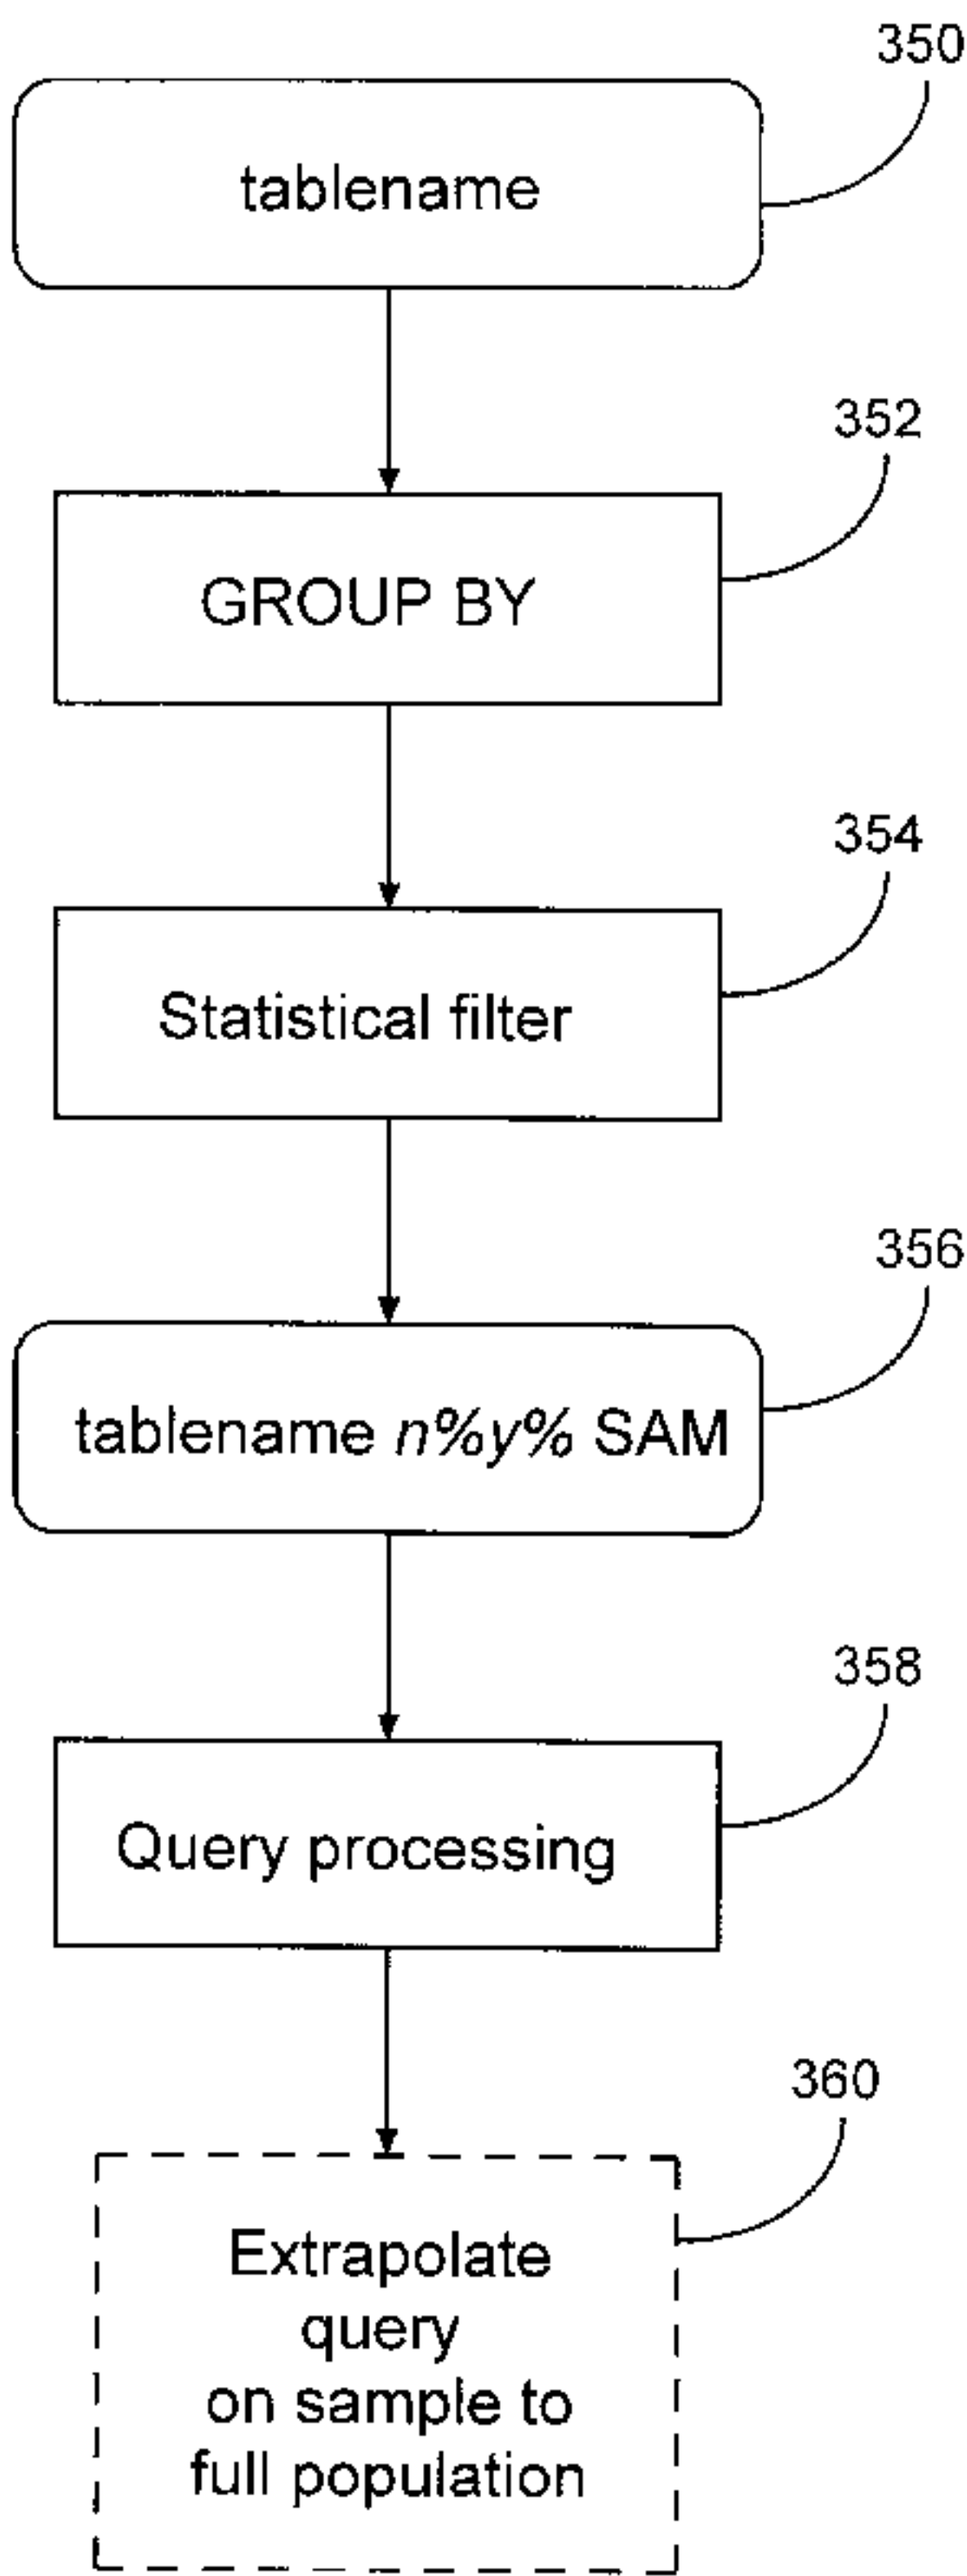 350
tablename
352
GROUP BY
354
Statistical filter
356
tablename n%y% SAM
358
Query processing
360
Extrapolate
query
on sample to
full population